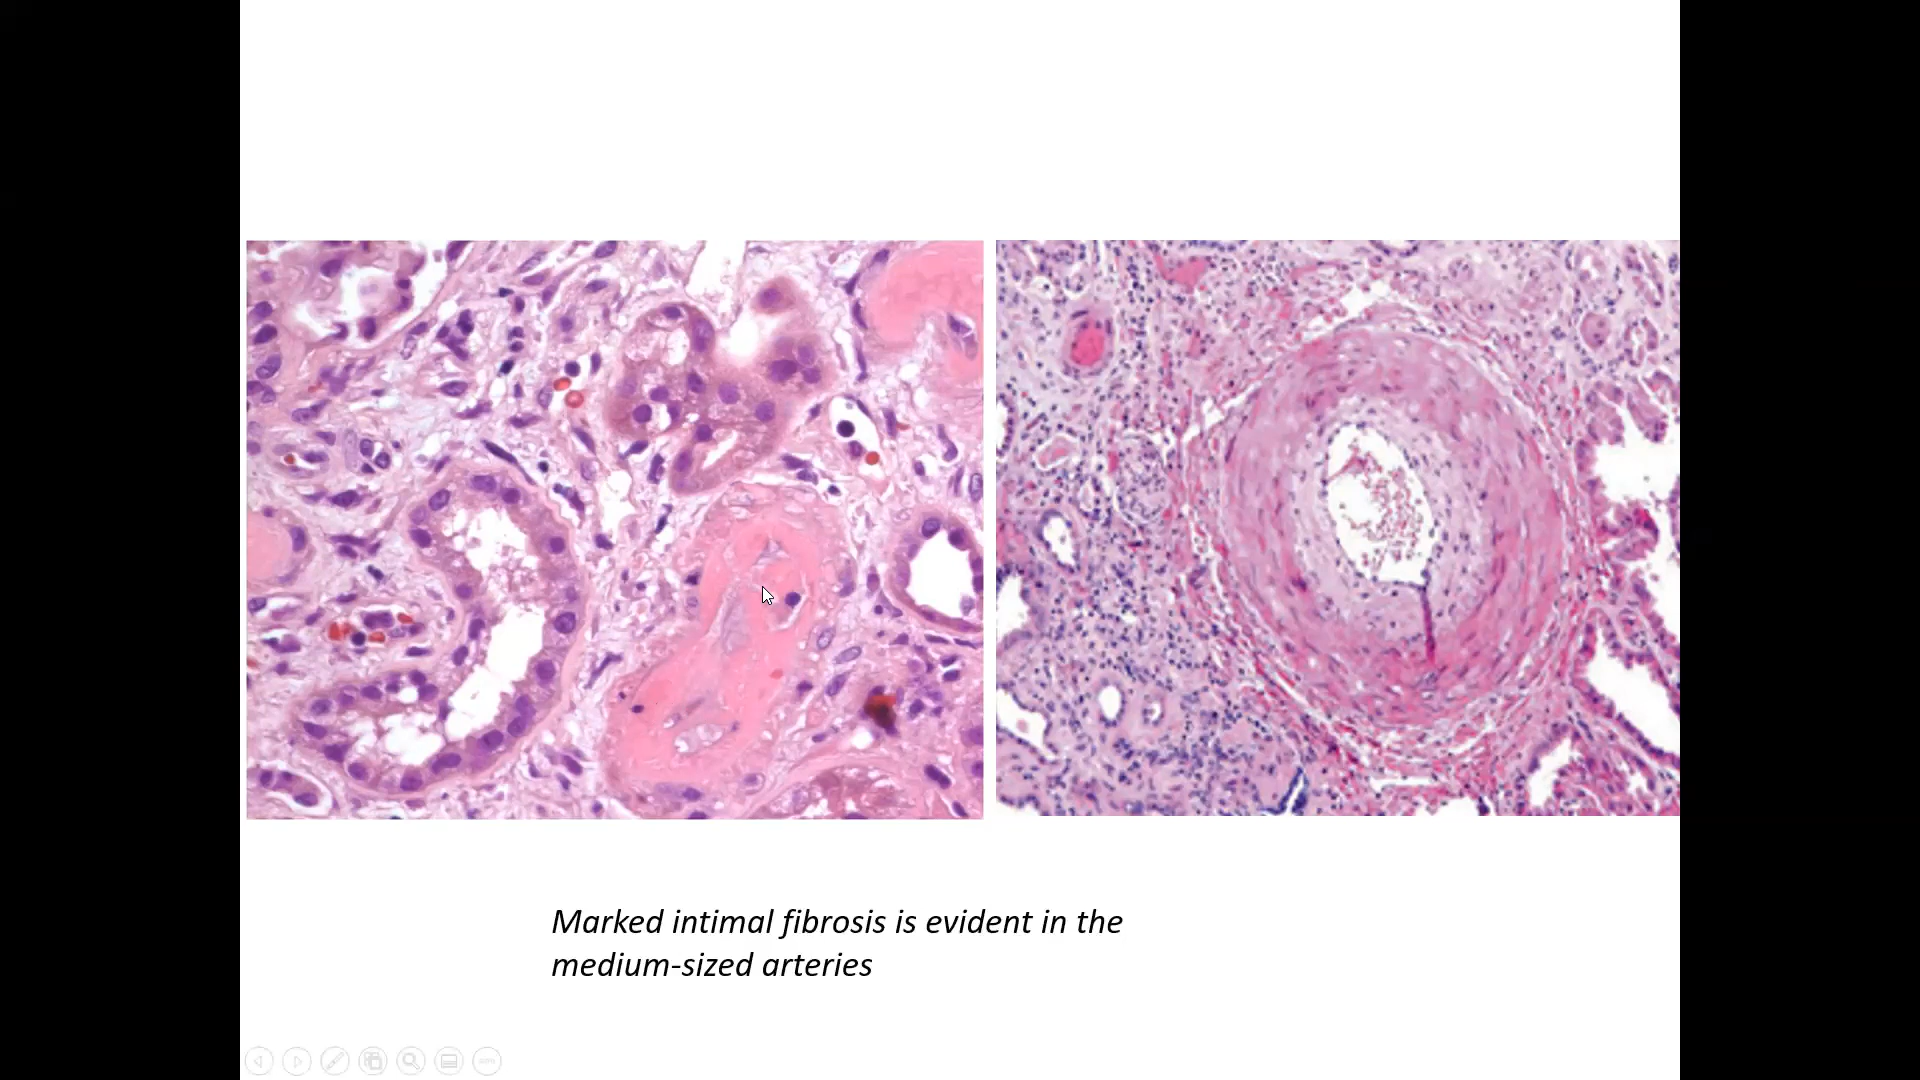 Marked intimal fibrosis is evident in the
medium-sized arteries